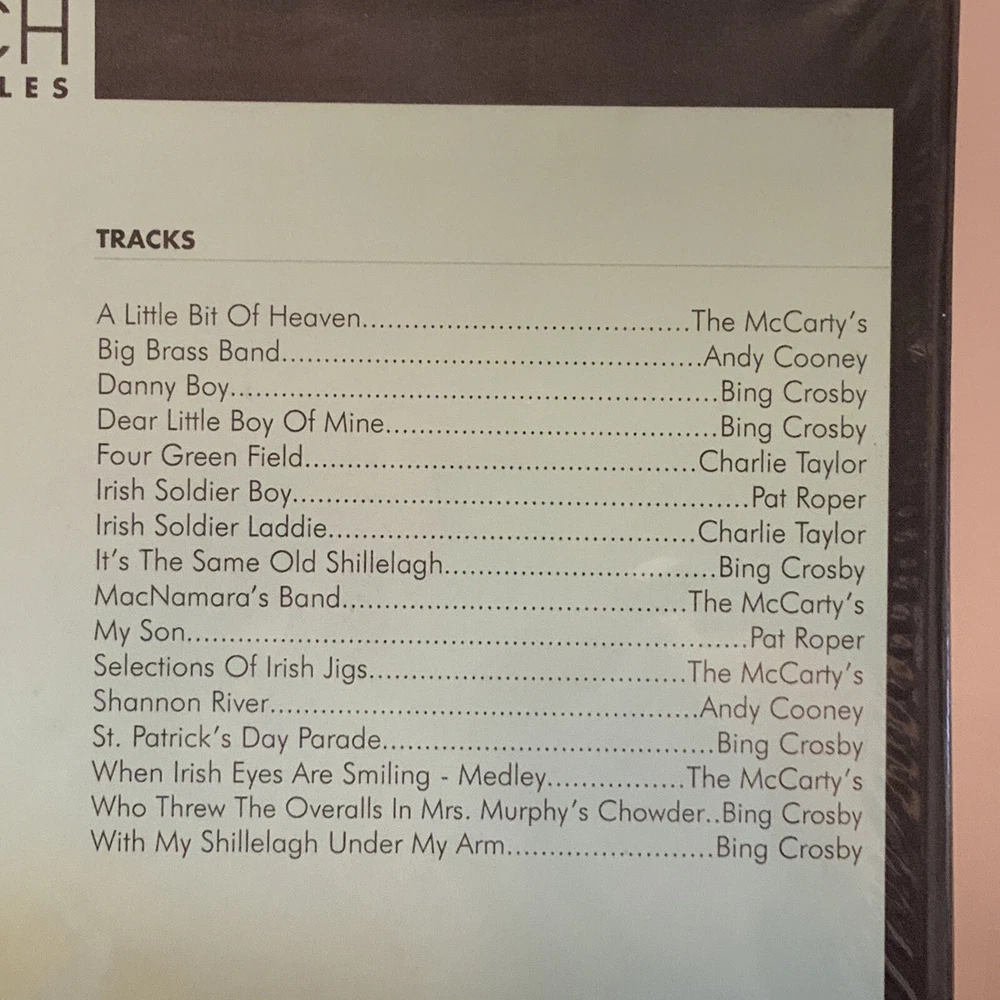 CH
LES
TRACKS
A Little Bit Of Heaven.....................................The McCarty's
Big Brass Band................................................Andy Cooney
Danny Boy.......................................................Bing Crosby
Dear Little Boy Of Mine.....................................Bing Crosby
Four Green Field............................................Charlie Taylor
Irish Soldier Boy....................................................Pat Roper
Irish Soldier Laddie.........................................Charlie Taylor
It's The Same Old Shillelagh..............................Bing Crosby
MacNamara's Band.......................................The McCarty's
My Son...............................................................Pat Roper
Selections Of Irish Jigs....................................The McCarty's
Shannon River................................................Andy Cooney
St. Patrick's Day Parade.....................................Bing Crosby
When Irish Eyes Are Smiling - Medley...............The McCarty's
Who Threw The Overalls In Mrs. Murphy's Chowder..Bing Crosby
With My Shillelagh Under My Arm.......................Bing Crosby